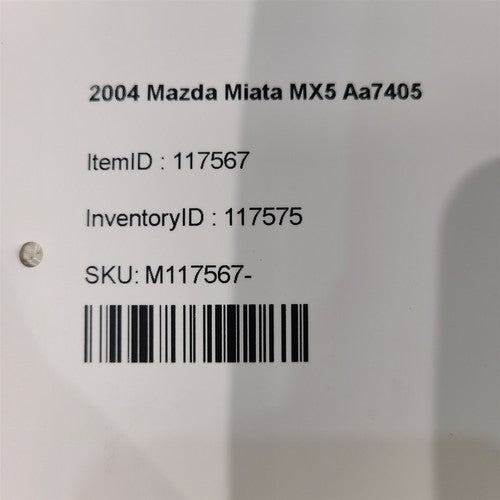 2004 Mazda Miata MX5 Aa7405
ItemID : 117567
InventoryID : 117575
SKU: M117567-